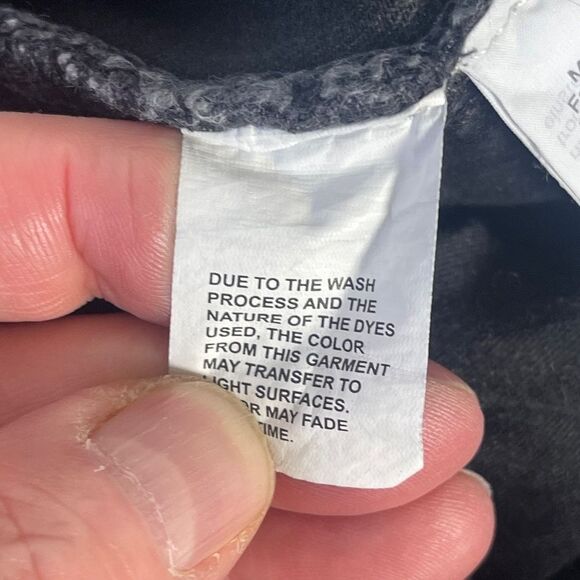 DUE TO THE WASH
PROCESS AND THE
NATURE OF THE DYES
USED, THE COLOR
FROM THIS GARMENT
MAY TRANSFER TO
LIGHT SURFACES.
MAY FADE
TIME.